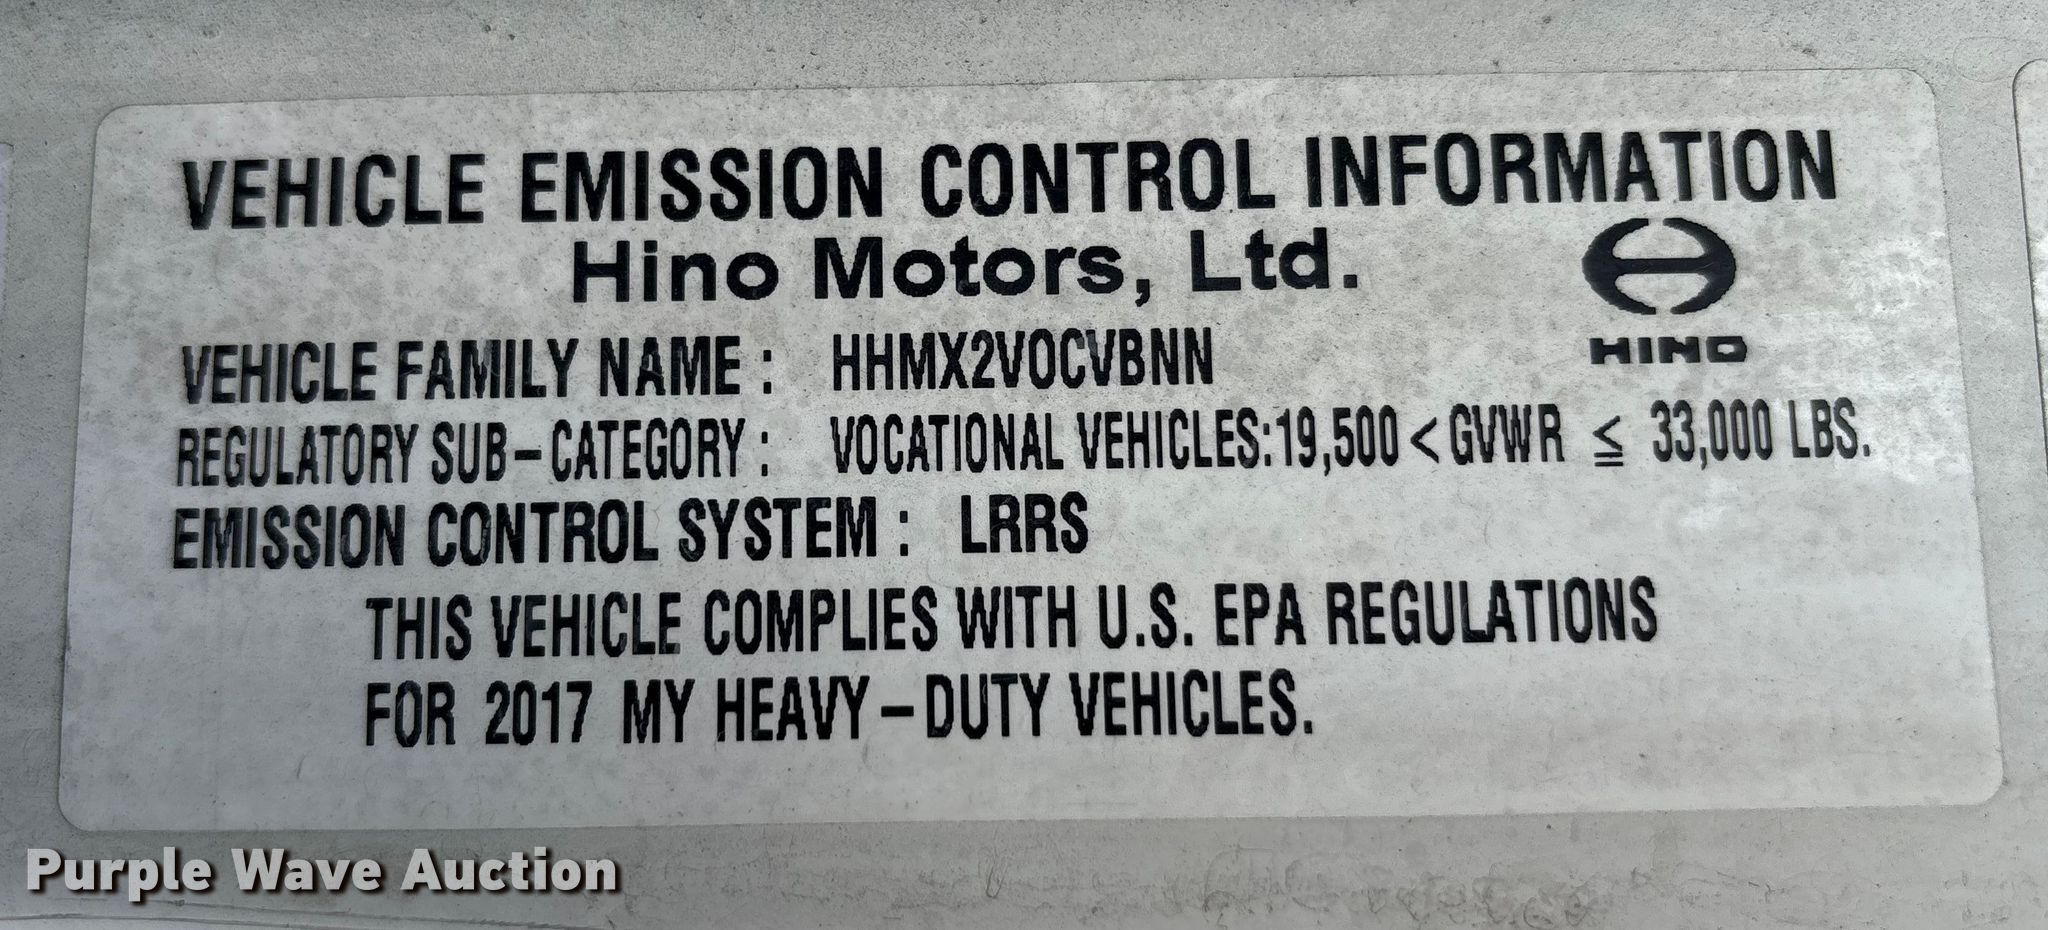 VEHICLE EMISSION CONTROL INFORMATION
Hino Motors, Ltd.
HINO
VEHICLE FAMILY NAME : HHMX2VOCVBNN
REGULATORY SUB-CATEGORY : VOCATIONAL VEHICLES:19,500 < GVWR ≦ 33,000 LBS.
EMISSION CONTROL SYSTEM : LRRS
THIS VEHICLE COMPLIES WITH U.S. EPA REGULATIONS
FOR 2017 MY HEAVY-DUTY VEHICLES.
Purple Wave Auction